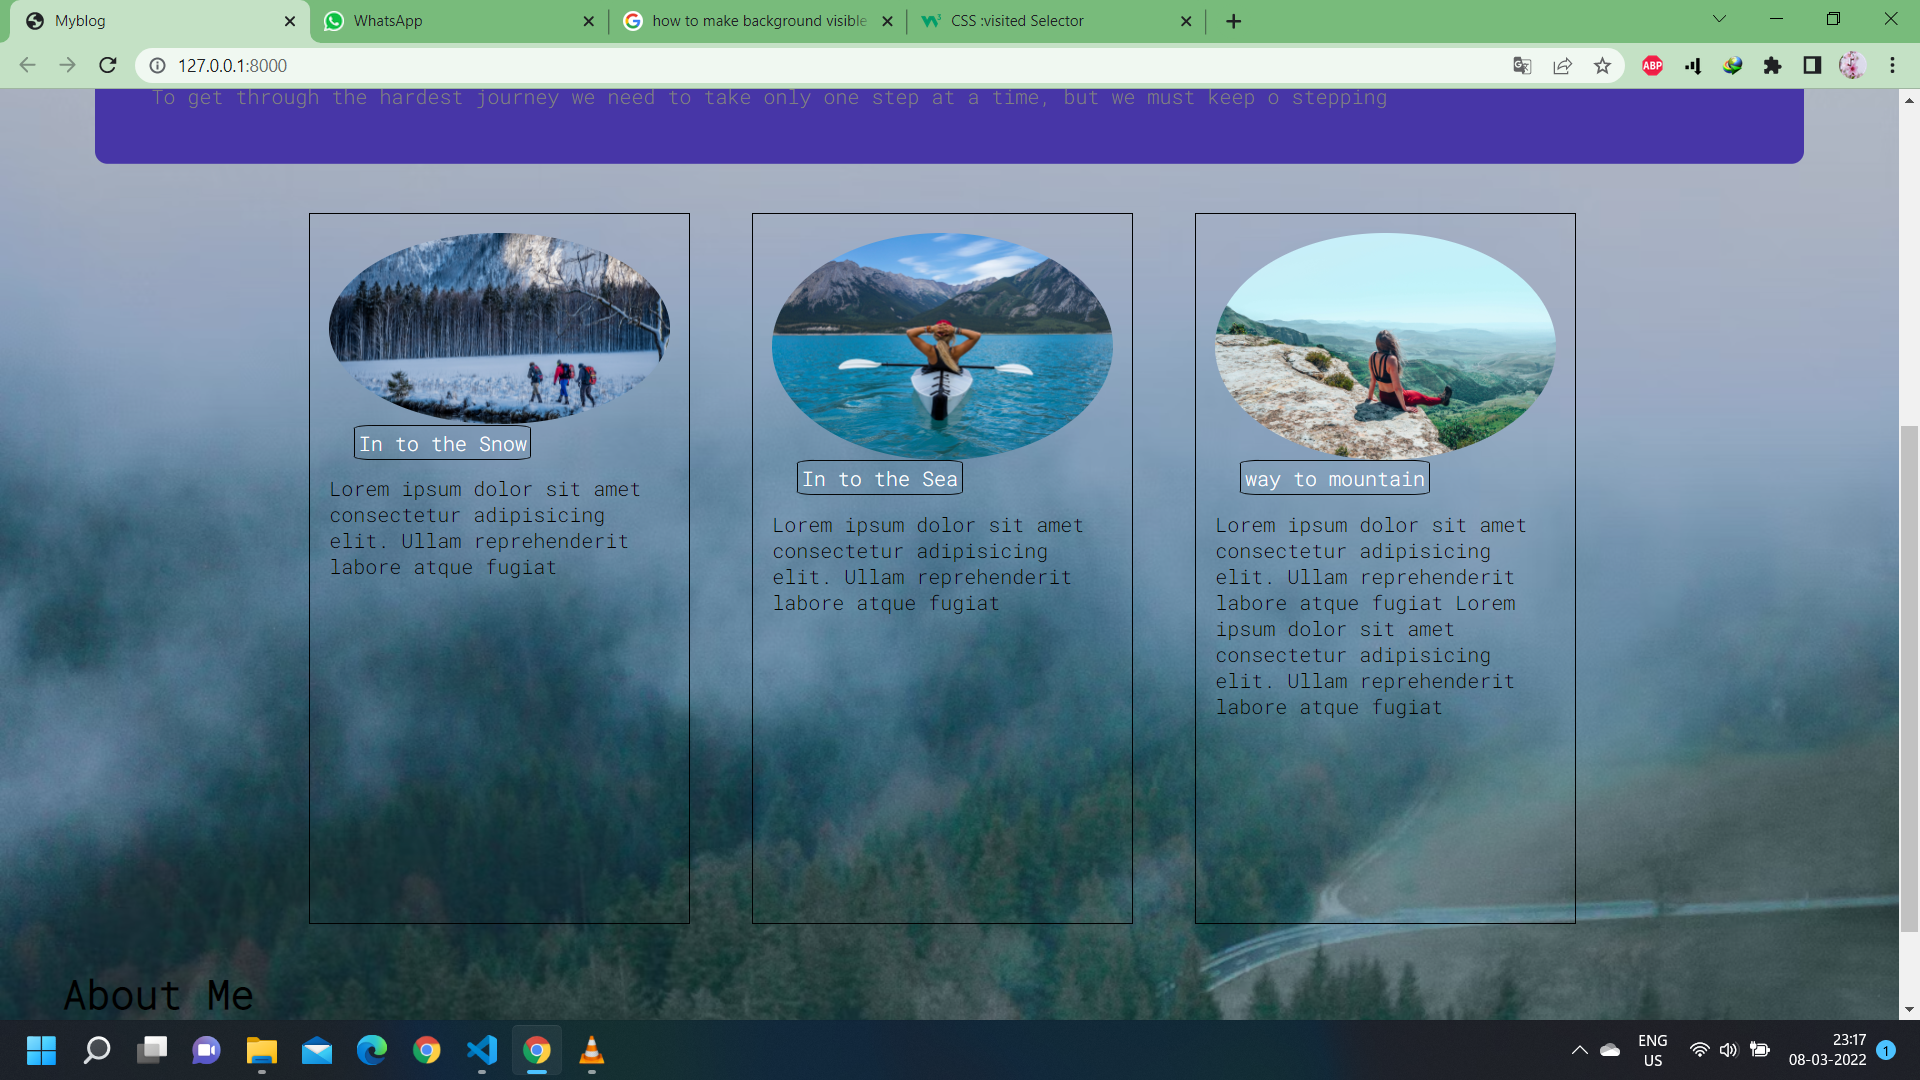 Myblog
WhatsApp
how to make background visible
CSS :visited Selector
127.0.0.1:8000
ABP
To get through the hardest journey we need to take only one step at a time, but we must keep o stepping
In to the Snow
Lorem ipsum dolor sit amet
consectetur adipisicing
elit. Ullam reprehenderit
labore atque fugiat
In to the Sea
Lorem ipsum dolor sit amet
consectetur adipisicing
elit. Ullam reprehenderit
labore atque fugiat
way to mountain
Lorem ipsum dolor sit amet
consectetur adipisicing
elit. Ullam reprehenderit
labore atque fugiat Lorem
ipsum dolor sit amet
consectetur adipisicing
elit. Ullam reprehenderit
labore atque fugiat
About Me
ENG
US
23:17
08-03-2022
1